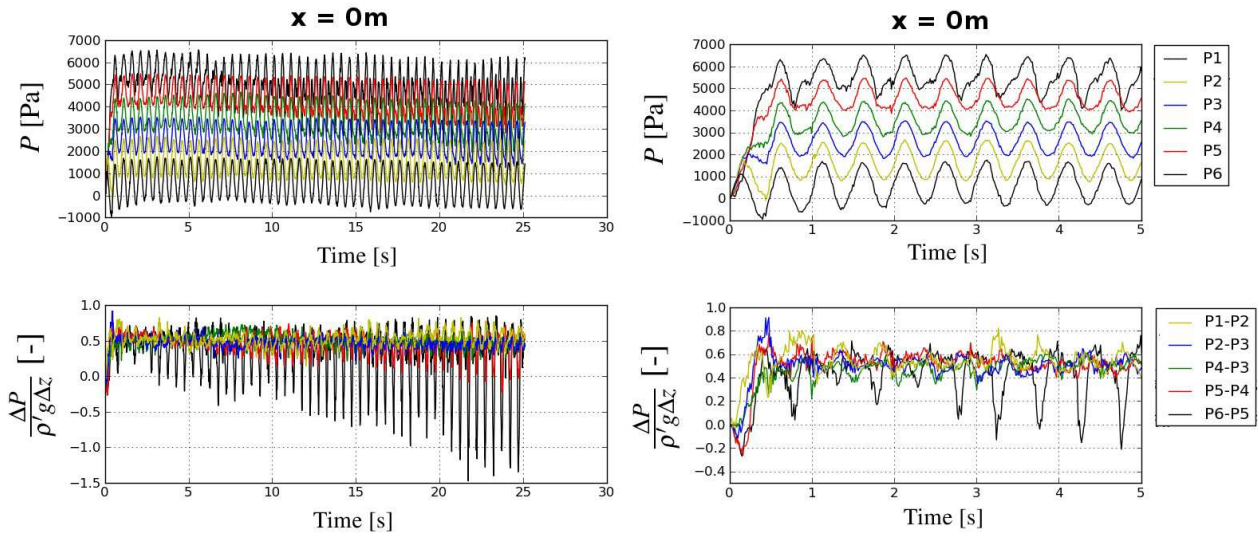 x = 0m
7000
6000
5000
4000
3000
2000
1000
0
−1000
P [Pa]
0 5 10 15 20 25 30
Time [s]
x = 0m
7000
6000
5000
4000
3000
2000
1000
0
−1000
P [Pa]
0 1 2 3 4 5
Time [s]
P1
P2
P3
P4
P5
P6
1.0
0.5
0.0
−0.5
−1.0
−1.5
ΔP
ρ'gΔz
[-]
0 5 10 15 20 25 30
Time [s]
1.0
0.8
0.6
0.4
0.2
0.0
−0.2
−0.4
ΔP
ρ'gΔz
[-]
0 1 2 3 4 5
Time [s]
P1-P2
P2-P3
P4-P3
P5-P4
P6-P5